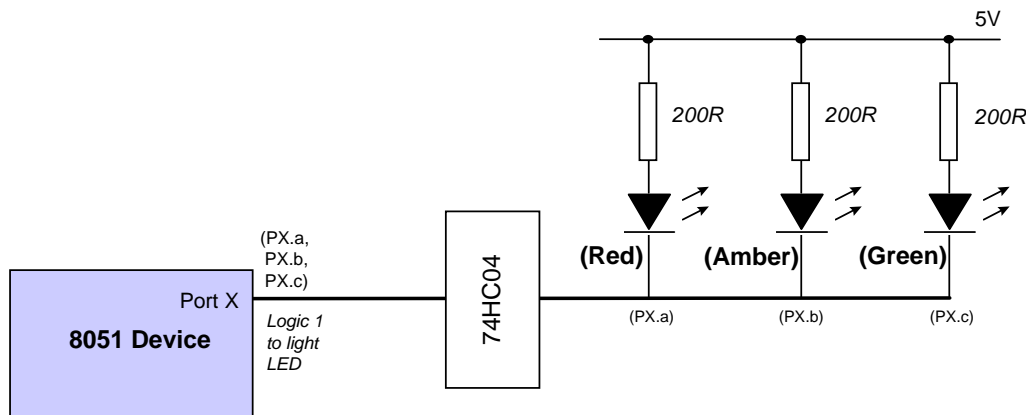 5V
200R
200R
200R
(Red)
(Amber)
(Green)
(PX.a,
PX.b,
PX.c)
Port X
8051 Device
Logic 1
to light
LED
74HC04
(PX.a)
(PX.b)
(PX.c)